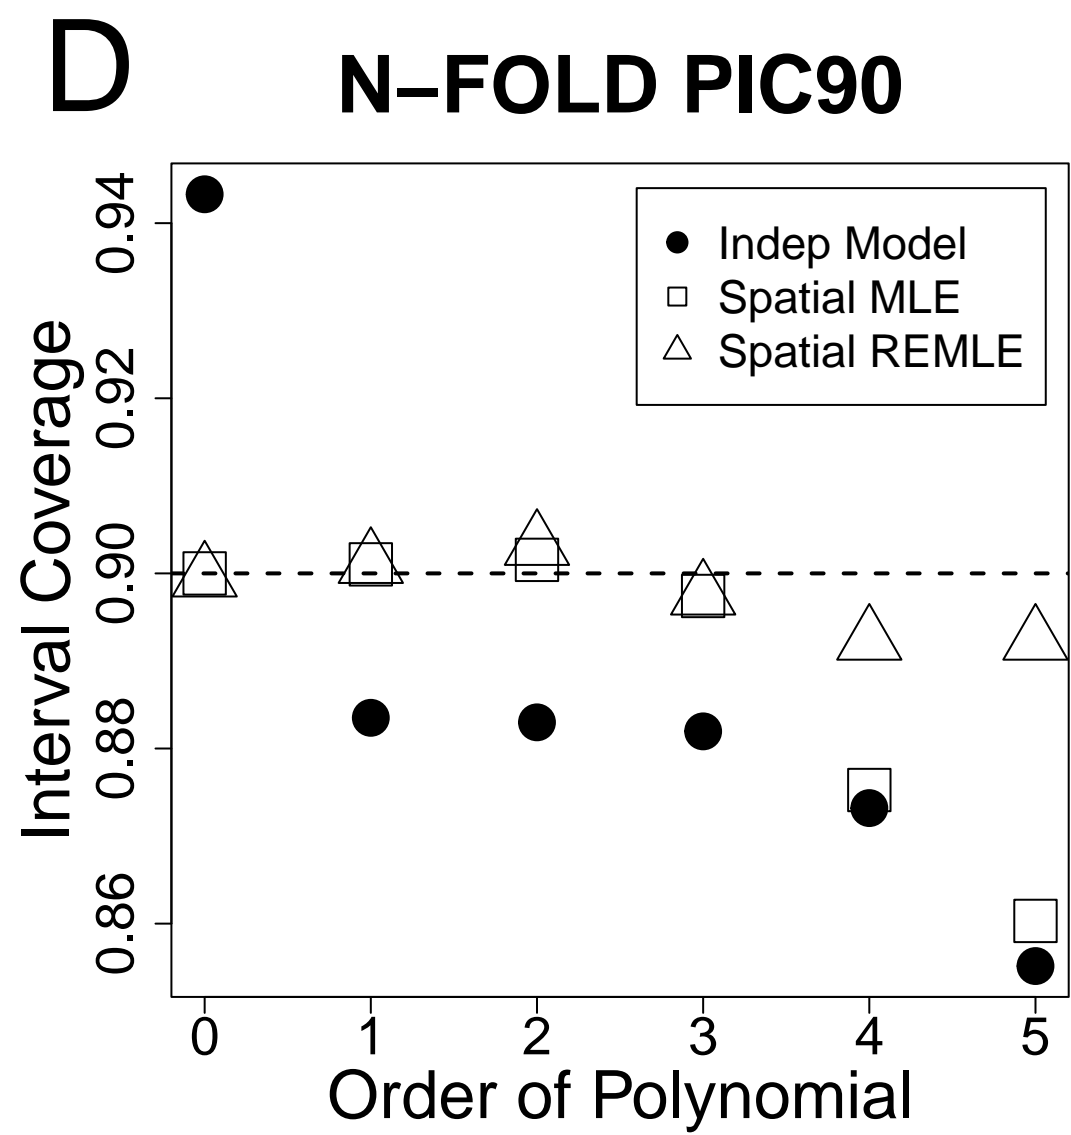 D
N–FOLD PIC90
Interval Coverage
0.94
0.92
0.90
0.88
0.86
Indep Model
Spatial MLE
Spatial REMLE
0 1 2 3 4 5
Order of Polynomial